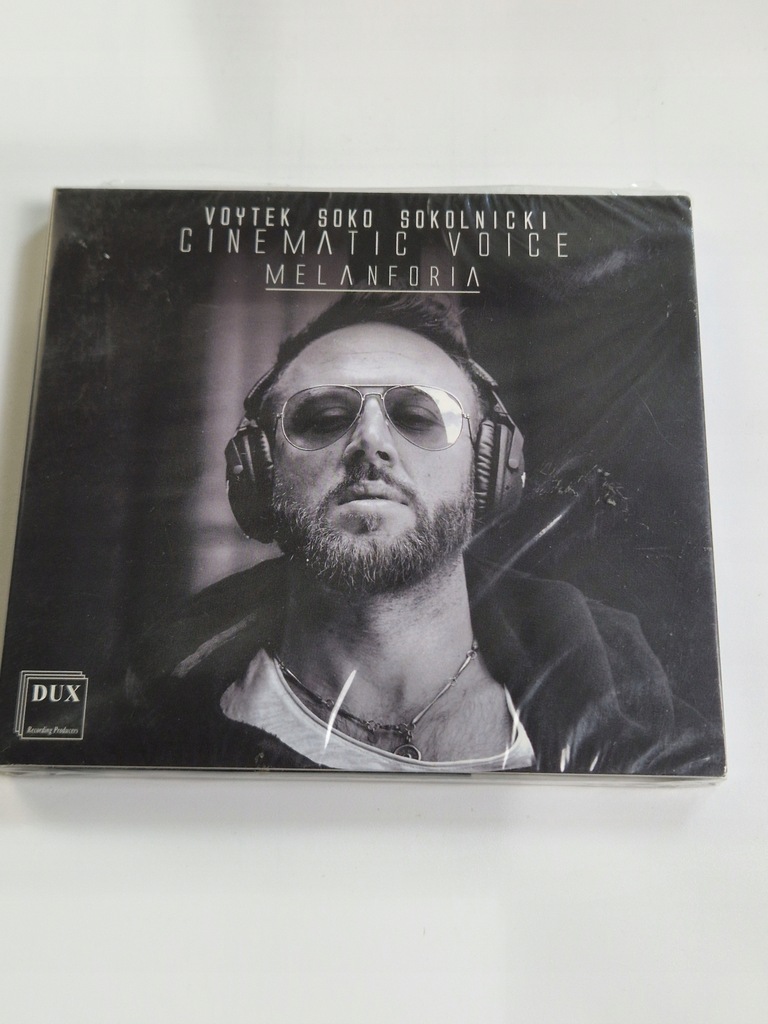 VOYTEK SOKO SOKOLNICKI
CINEMATIC VOICE
MELANFORIA
DUX
Recording Producers